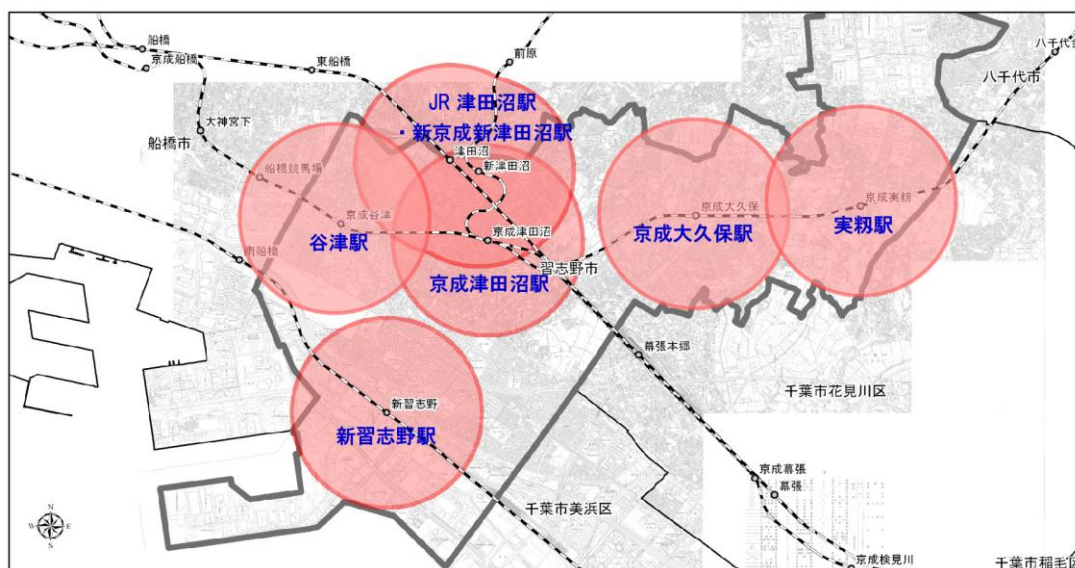 船橋
京成船橋
東船橋
前原
八千代台
八千代市
JR 津田沼駅
・新京成新津田沼駅
大神宮下
船橋市
津田沼
新津田沼
船橋競馬場
京成谷津
谷津駅
京成大久保
京成大久保駅
京成実籾
実籾駅
京成津田沼
南船橋
習志野市
京成津田沼駅
幕張本郷
千葉市花見川区
新習志野
新習志野駅
京成幕張
幕張
千葉市美浜区
N
W
E
S
京成検見川
千葉市稲毛区